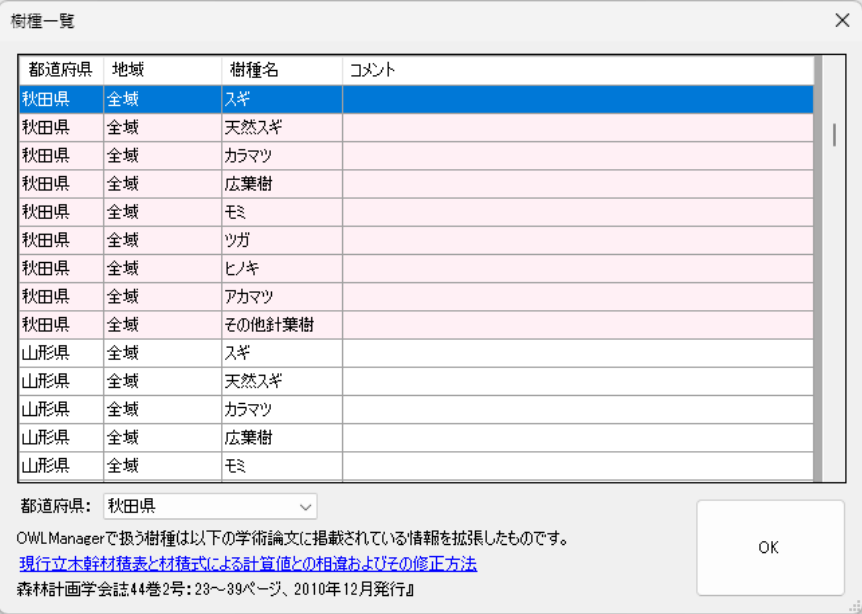 樹種一覧
都道府県 地域 樹種名 コメント
秋田県 全域 スギ
秋田県 全域 天然スギ
秋田県 全域 カラマツ
秋田県 全域 広葉樹
秋田県 全域 モミ
秋田県 全域 ツガ
秋田県 全域 ヒノキ
秋田県 全域 アカマツ
秋田県 全域 その他針葉樹
山形県 全域 スギ
山形県 全域 天然スギ
山形県 全域 カラマツ
山形県 全域 広葉樹
山形県 全域 モミ
都道府県: 秋田県
OWLManagerで扱う樹種は以下の学術論文に掲載されている情報を拡張したものです。
現行立木幹材積表と材積式による計算値との相違およびその修正方法
森林計画学会誌44巻2号:23～39ページ、2010年12月発行』
OK